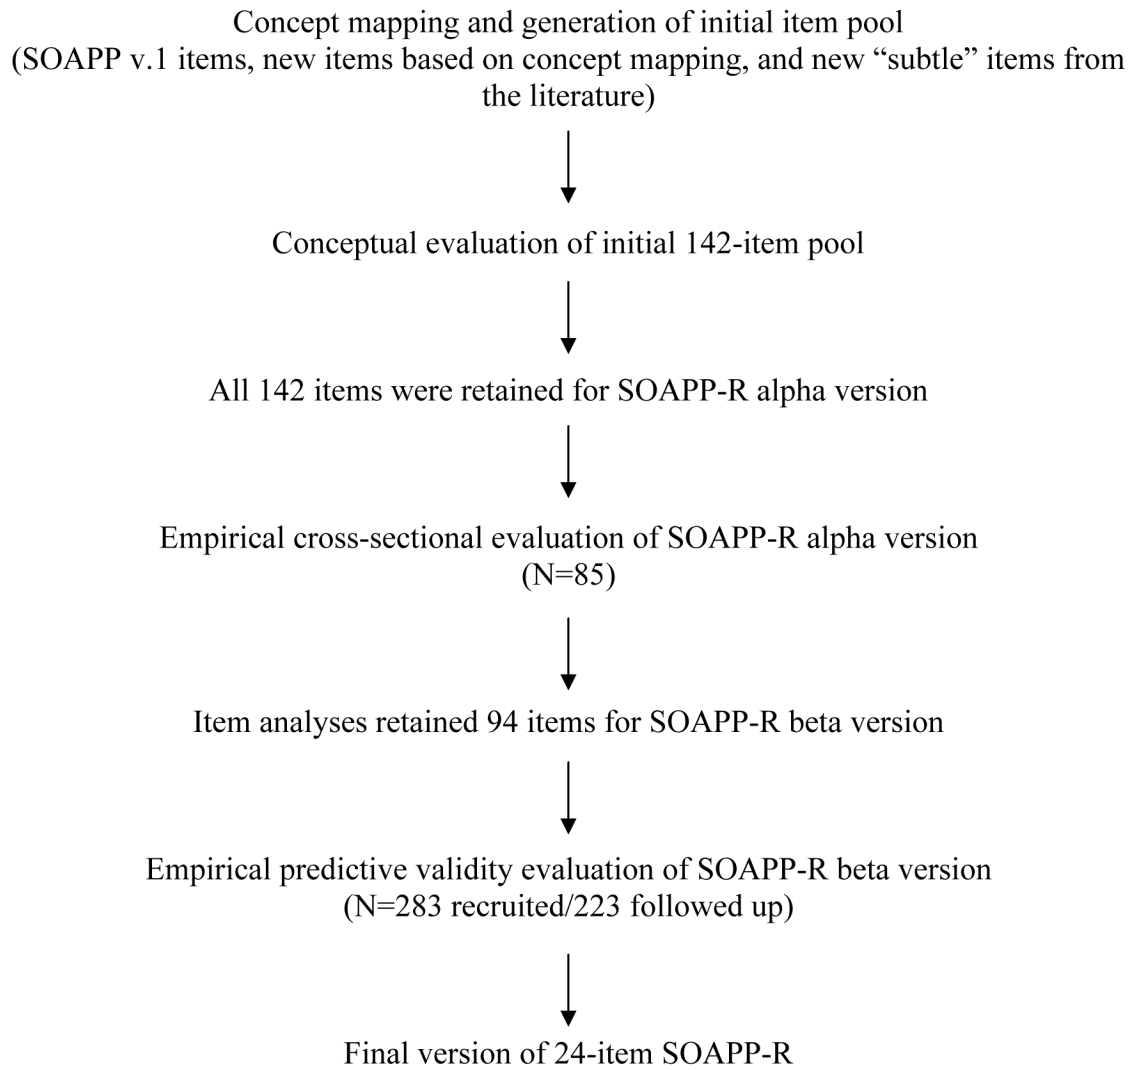 Concept mapping and generation of initial item pool
(SOAPP v.1 items, new items based on concept mapping, and new “subtle” items from
the literature)
Conceptual evaluation of initial 142-item pool
All 142 items were retained for SOAPP-R alpha version
Empirical cross-sectional evaluation of SOAPP-R alpha version
(N=85)
Item analyses retained 94 items for SOAPP-R beta version
Empirical predictive validity evaluation of SOAPP-R beta version
(N=283 recruited/223 followed up)
Final version of 24-item SOAPP-R